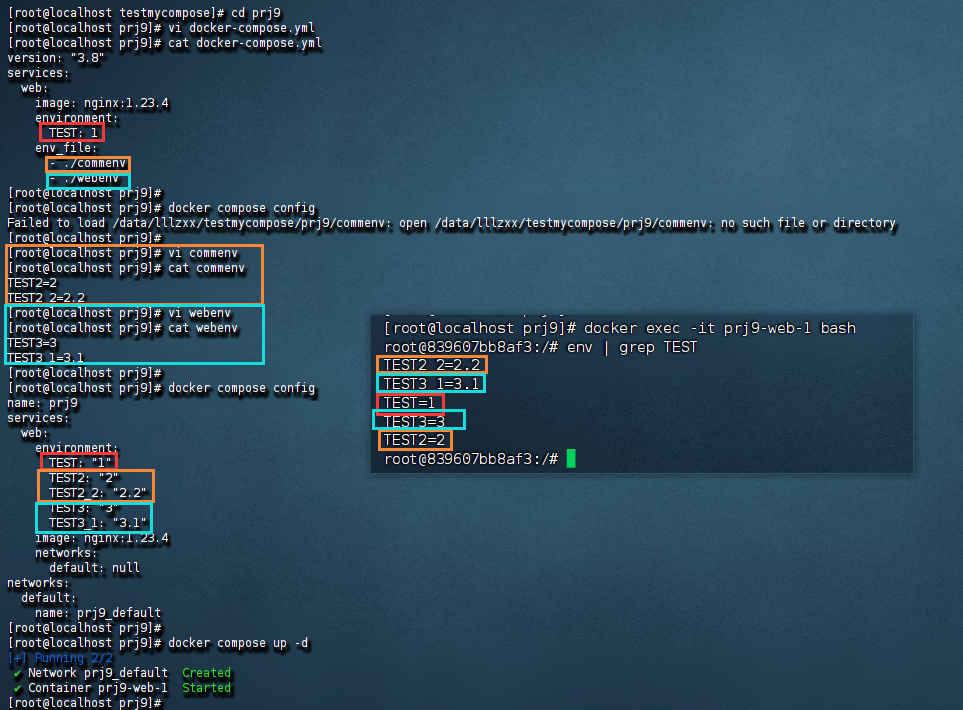 [root@localhost testmycompose]# cd prj9
[root@localhost prj9]# vi docker-compose.yml
[root@localhost prj9]# cat docker-compose.yml
version: "3.8"
services:
  web:
    image: nginx:1.23.4
    environment:
      TEST: 1
    env_file:
      - ./commenv
      - ./webenv
[root@localhost prj9]#
[root@localhost prj9]# docker compose config
Failed to load /data/lllzxx/testmycompose/prj9/commenv: open /data/lllzxx/testmycompose/prj9/commenv: no such file or directory
[root@localhost prj9]#
[root@localhost prj9]# vi commenv
[root@localhost prj9]# cat commenv
TEST2=2
TEST2_2=2.2
[root@localhost prj9]# vi webenv
[root@localhost prj9]# cat webenv
TEST3=3
TEST3_1=3.1
[root@localhost prj9]#
[root@localhost prj9]# docker compose config
name: prj9
services:
  web:
    environment:
      TEST: "1"
      TEST2: "2"
      TEST2_2: "2.2"
      TEST3: "3"
      TEST3_1: "3.1"
    image: nginx:1.23.4
    networks:
      default: null
networks:
  default:
    name: prj9_default
[root@localhost prj9]#
[root@localhost prj9]# docker compose up -d
[+] Running 2/2
 ✔ Network prj9_default  Created
 ✔ Container prj9-web-1  Started
[root@localhost prj9]#
[root@localhost prj9]# docker exec -it prj9-web-1 bash
root@839607bb8af3:/# env | grep TEST
TEST2_2=2.2
TEST3_1=3.1
TEST=1
TEST3=3
TEST2=2
root@839607bb8af3:/#